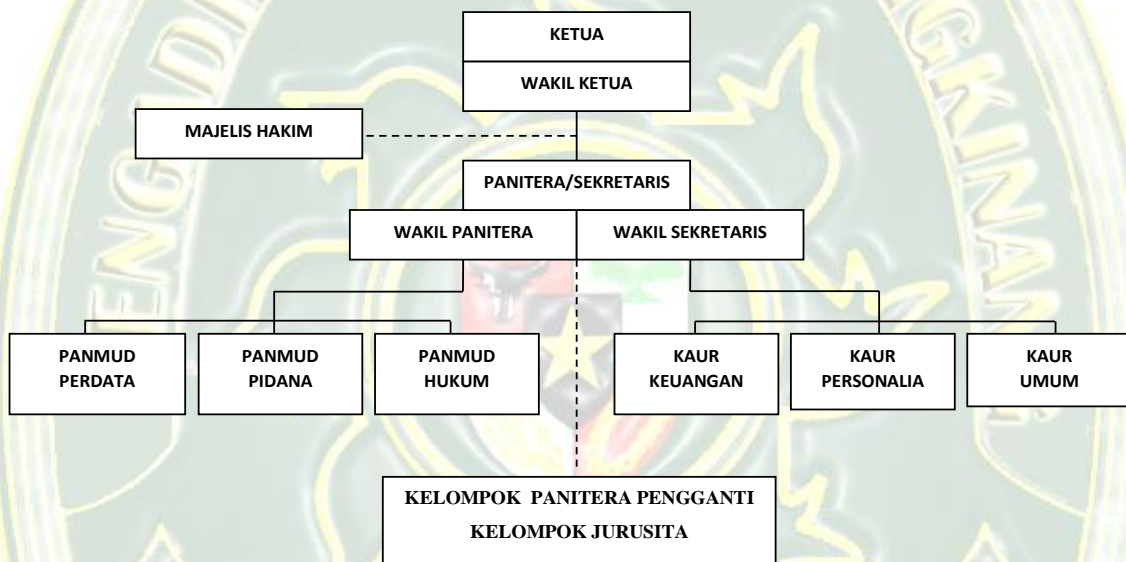 KETUA
WAKIL KETUA
MAJELIS HAKIM
PANITERA/SEKRETARIS
WAKIL PANITERA
WAKIL SEKRETARIS
PANMUD
PERDATA
PANMUD
PIDANA
PANMUD
HUKUM
KAUR
KEUANGAN
KAUR
PERSONALIA
KAUR
UMUM
KELOMPOK PANITERA PENGGANTI
KELOMPOK JURUSITA